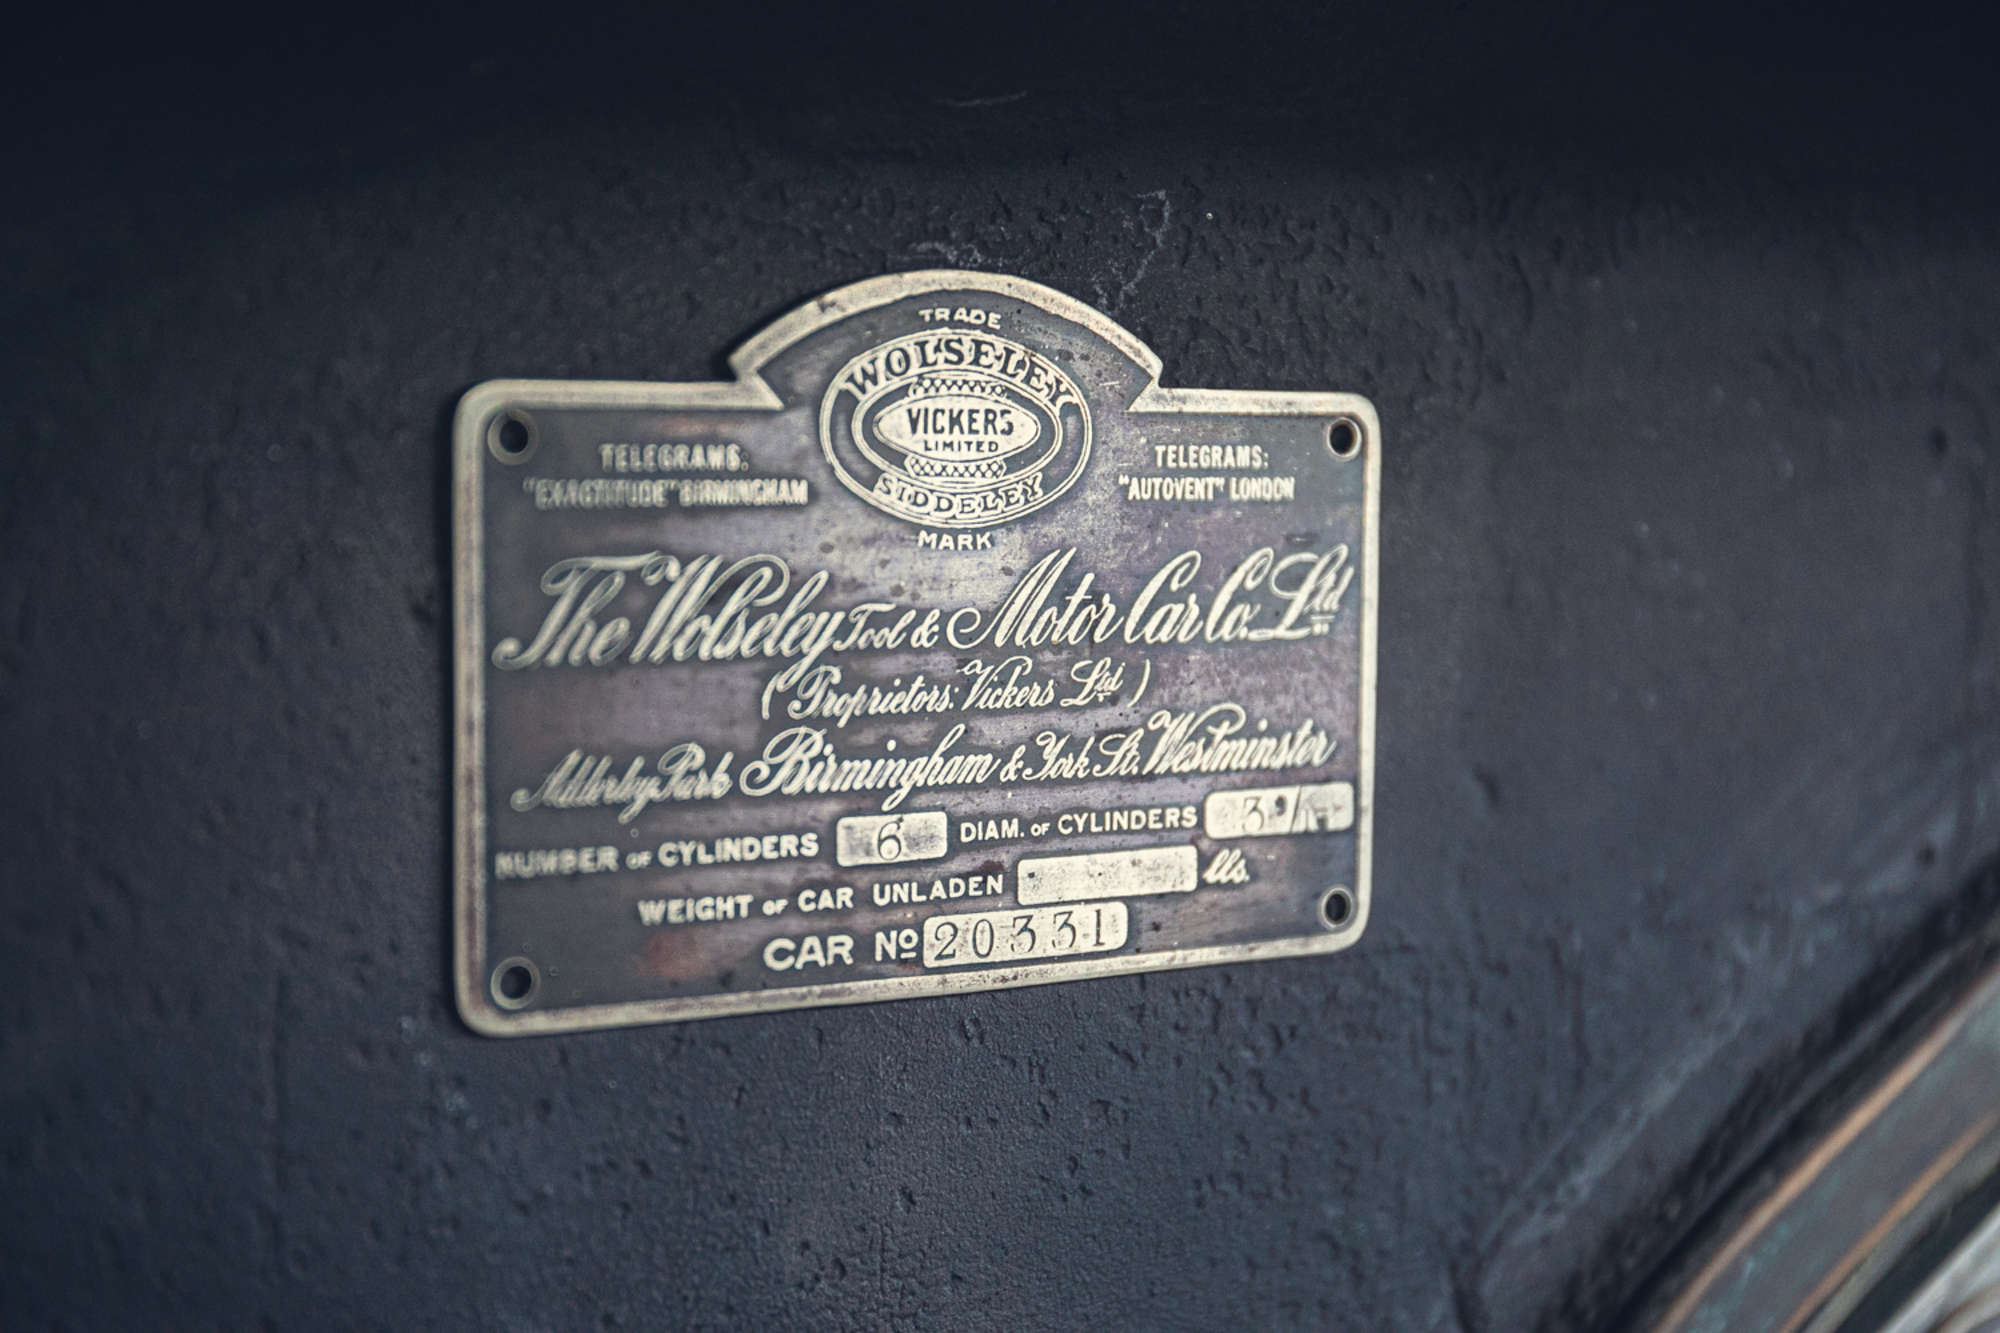 TRADE
WOLSELEY
VICKERS
LIMITED
SIDDELEY
MARK
TELEGRAMS:
"EXACTITUDE" BIRMINGHAM
TELEGRAMS:
"AUTOVENT" LONDON
The Wolseley Tool & Motor Car Co. Ltd
(Proprietors: Vickers Ltd)
Adderley Park Birmingham & York St. Westminster
NUMBER OF CYLINDERS 6 DIAM. OF CYLINDERS
WEIGHT OF CAR UNLADEN lbs.
CAR No 20331